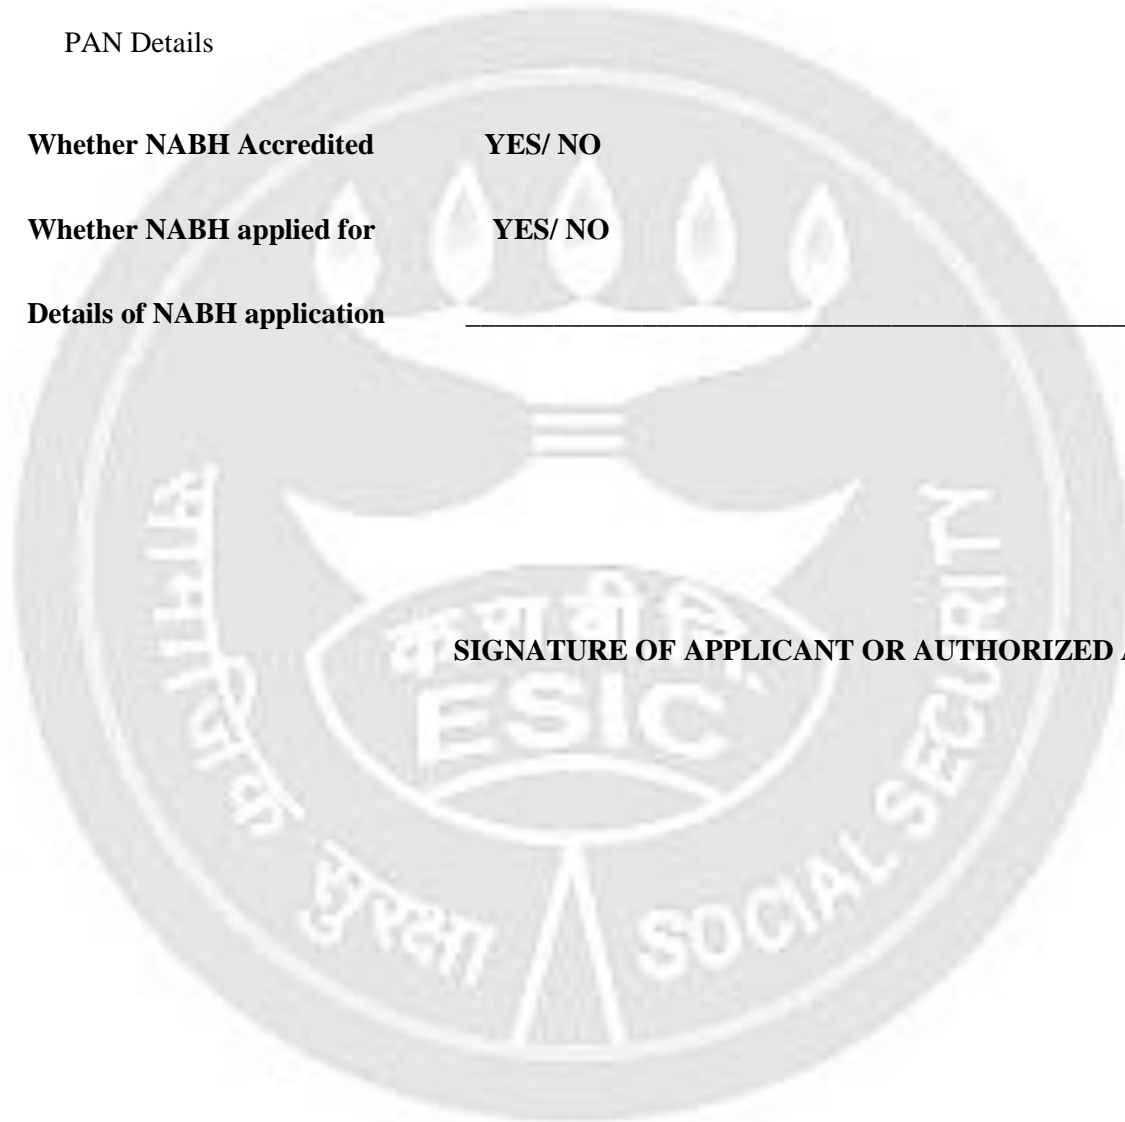 PAN Details
Whether NABH Accredited YES/ NO
Whether NABH applied for YES/ NO
Details of NABH application ______________________________________________
SIGNATURE OF APPLICANT OR AUTHORIZED A
क रा बी नि
ESIC
सामाजिक सुरक्षा
SOCIAL SECURITY